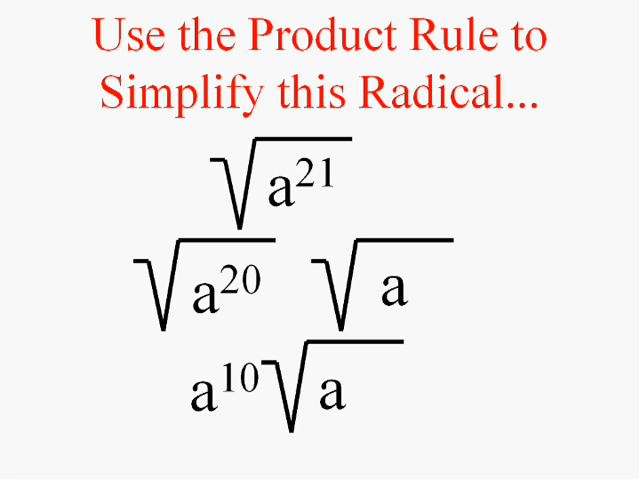 Use the Product Rule to
Simplify this Radical...
√a²¹
√a²⁰ √a
a¹⁰√a